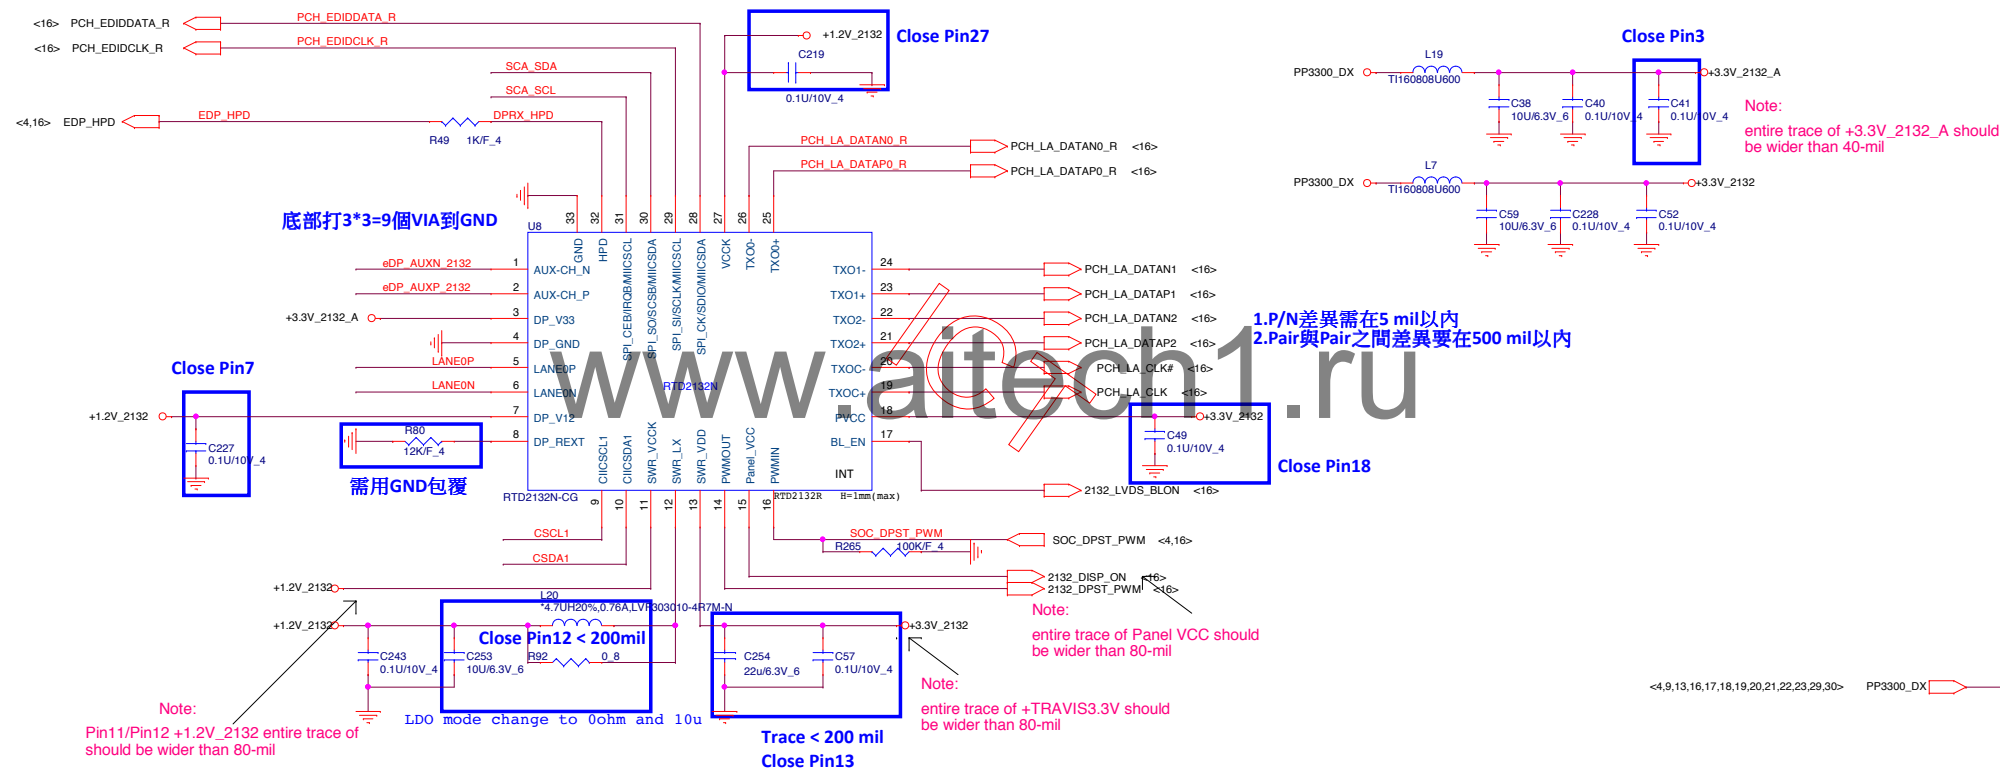 <16> PCH_EDIDDATA_R PCH_EDIDDATA_R
<16> PCH_EDIDCLK_R PCH_EDIDCLK_R
SCA_SDA
SCA_SCL
<4,16> EDP_HPD EDP_HPD DPRX_HPD
R49 1K/F_4
+1.2V_2132
C219
0.1U/10V_4
Close Pin27
PCH_LA_DATAN0_R PCH_LA_DATAN0_R <16>
PCH_LA_DATAP0_R PCH_LA_DATAP0_R <16>
Close Pin3
PP3300_DX L19 +3.3V_2132_A
TI160808U600
C38
10U/6.3V_6
C40
0.1U/10V_4
C41
0.1U/10V_4
Note:
entire trace of +3.3V_2132_A should
be wider than 40-mil
PP3300_DX L7 +3.3V_2132
TI160808U600
C59
10U/6.3V_6
C228
0.1U/10V_4
C52
0.1U/10V_4
底部打3*3=9個VIA到GND
U8
33 32 31 30 29 28 27 26 25
GND
HPD
SPI_CEB/IRQB/MIICSCL
SPI_SO/SCSB/MIICSDA
SPI_SI/SCLK/MIICSCL
SPI_CK/SDIO/MIICSDA
VCCK
TXO0-
TXO0+
eDP_AUXN_2132 1 AUX-CH_N
eDP_AUXP_2132 2 AUX-CH_P
+3.3V_2132_A 3 DP_V33
4 DP_GND
LANE0P 5 LANE0P
LANE0N 6 LANE0N
+1.2V_2132 7 DP_V12
8 DP_REXT
TXO1- 24 PCH_LA_DATAN1 <16>
TXO1+ 23 PCH_LA_DATAP1 <16>
TXO2- 22 PCH_LA_DATAN2 <16>
TXO2+ 21 PCH_LA_DATAP2 <16>
TXOC- 20 PCH_LA_CLK# <16>
TXOC+ 19 PCH_LA_CLK <16>
PVCC 18 +3.3V_2132
BL_EN 17
INT
RTD2132N
www.aitech1.ru
1.P/N差異需在5 mil以内
2.Pair與Pair之間差異要在500 mil以内
Close Pin7
C227
0.1U/10V_4
R80
12K/F_4
需用GND包覆
C49
0.1U/10V_4
Close Pin18
2132_LVDS_BLON <16>
CIICSCL1
CIICSDA1
SWR_VCCK
SWR_LX
SWR_VDD
PWMOUT
Panel_VCC
PWMIN
RTD2132N-CG
RTD2132R H=1mm(max)
9 10 11 12 13 14 15 16
CSCL1
CSDA1
SOC_DPST_PWM SOC_DPST_PWM <4,16>
R265 100K/F_4
2132_DISP_ON <16>
2132_DPST_PWM <16>
Note:
entire trace of Panel VCC should
be wider than 80-mil
+1.2V_2132
+1.2V_2132
L20
*4.7UH20%,0.76A,LVF303010-4R7M-N
Close Pin12 < 200mil
C243
0.1U/10V_4
C253
10U/6.3V_6
R92 0_8
LDO mode change to 0ohm and 10u
+3.3V_2132
C254
22u/6.3V_6
C57
0.1U/10V_4
Trace < 200 mil
Close Pin13
Note:
entire trace of +TRAVIS3.3V should
be wider than 80-mil
Note:
Pin11/Pin12 +1.2V_2132 entire trace of
should be wider than 80-mil
<4,9,13,16,17,18,19,20,21,22,23,29,30> PP3300_DX